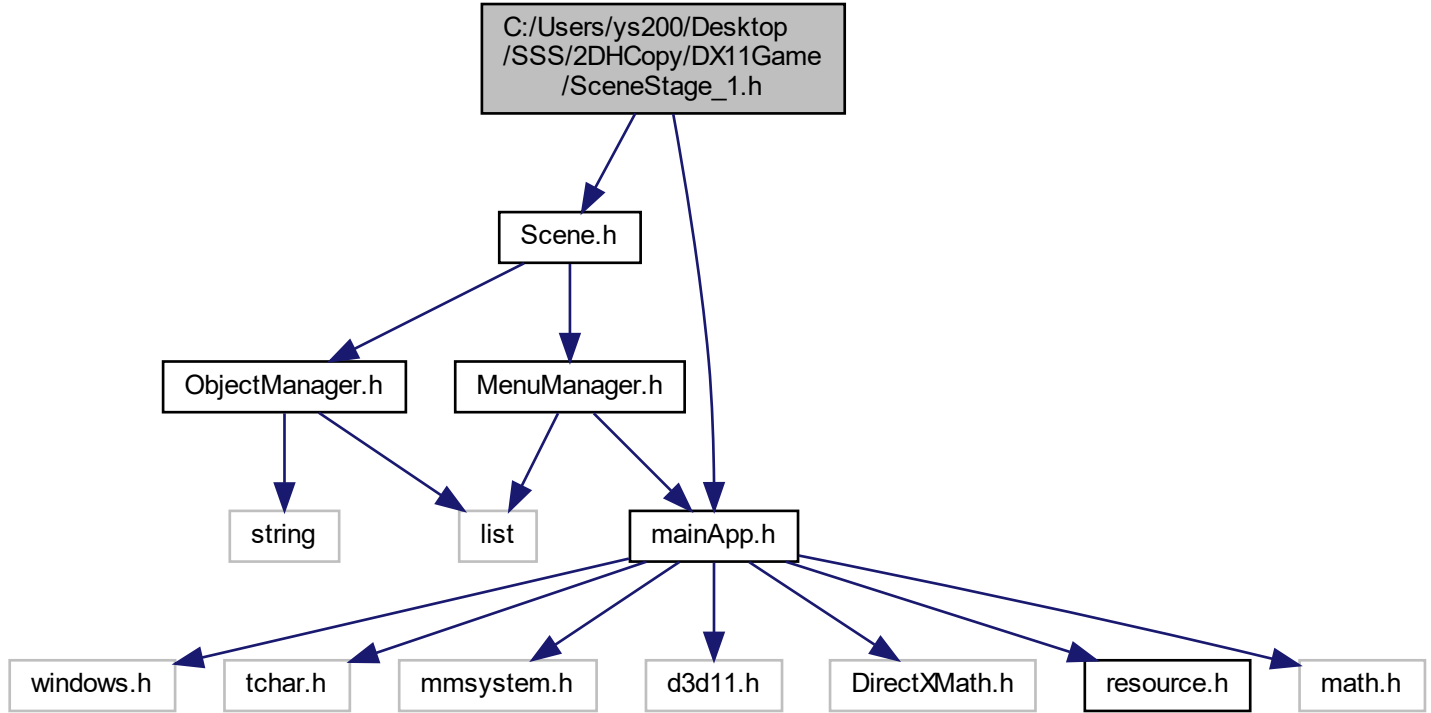 C:/Users/ys200/Desktop
/SSS/2DHCopy/DX11Game
/SceneStage_1.h
Scene.h
ObjectManager.h
MenuManager.h
string
list
mainApp.h
windows.h
tchar.h
mmsystem.h
d3d11.h
DirectXMath.h
resource.h
math.h